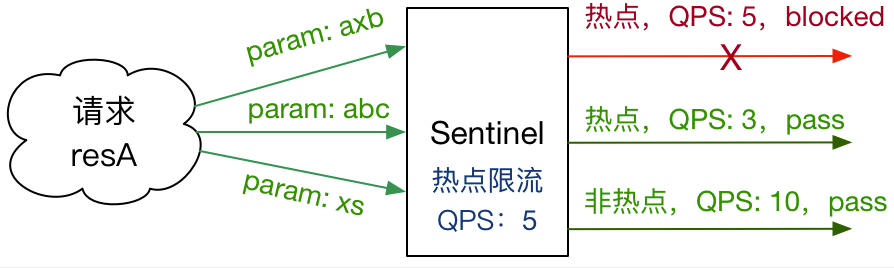 请求
resA
param: axb
param: abc
param: xs
Sentinel
热点限流
QPS：5
热点，QPS: 5，blocked
X
热点，QPS: 3，pass
非热点，QPS: 10，pass